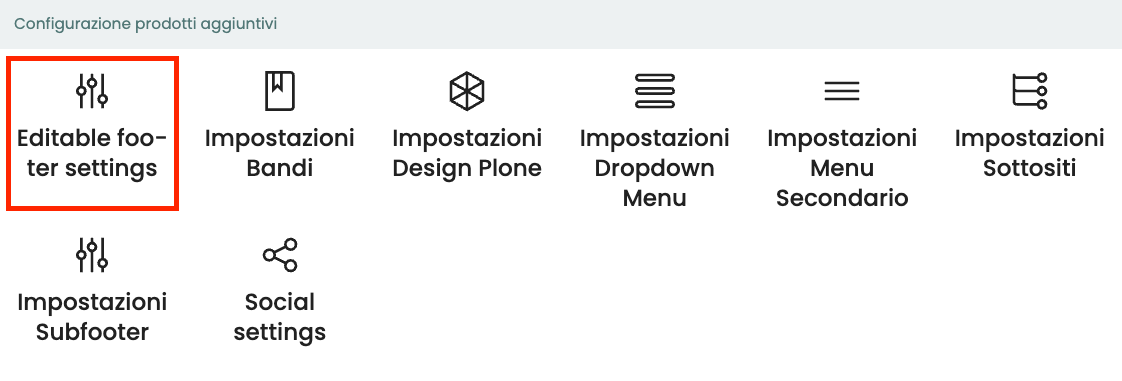 Configurazione prodotti aggiuntivi
Editable foo-
ter settings
Impostazioni
Bandi
Impostazioni
Design Plone
Impostazioni
Dropdown
Menu
Impostazioni
Menu
Secondario
Impostazioni
Sottositi
Impostazioni
Subfooter
Social
settings